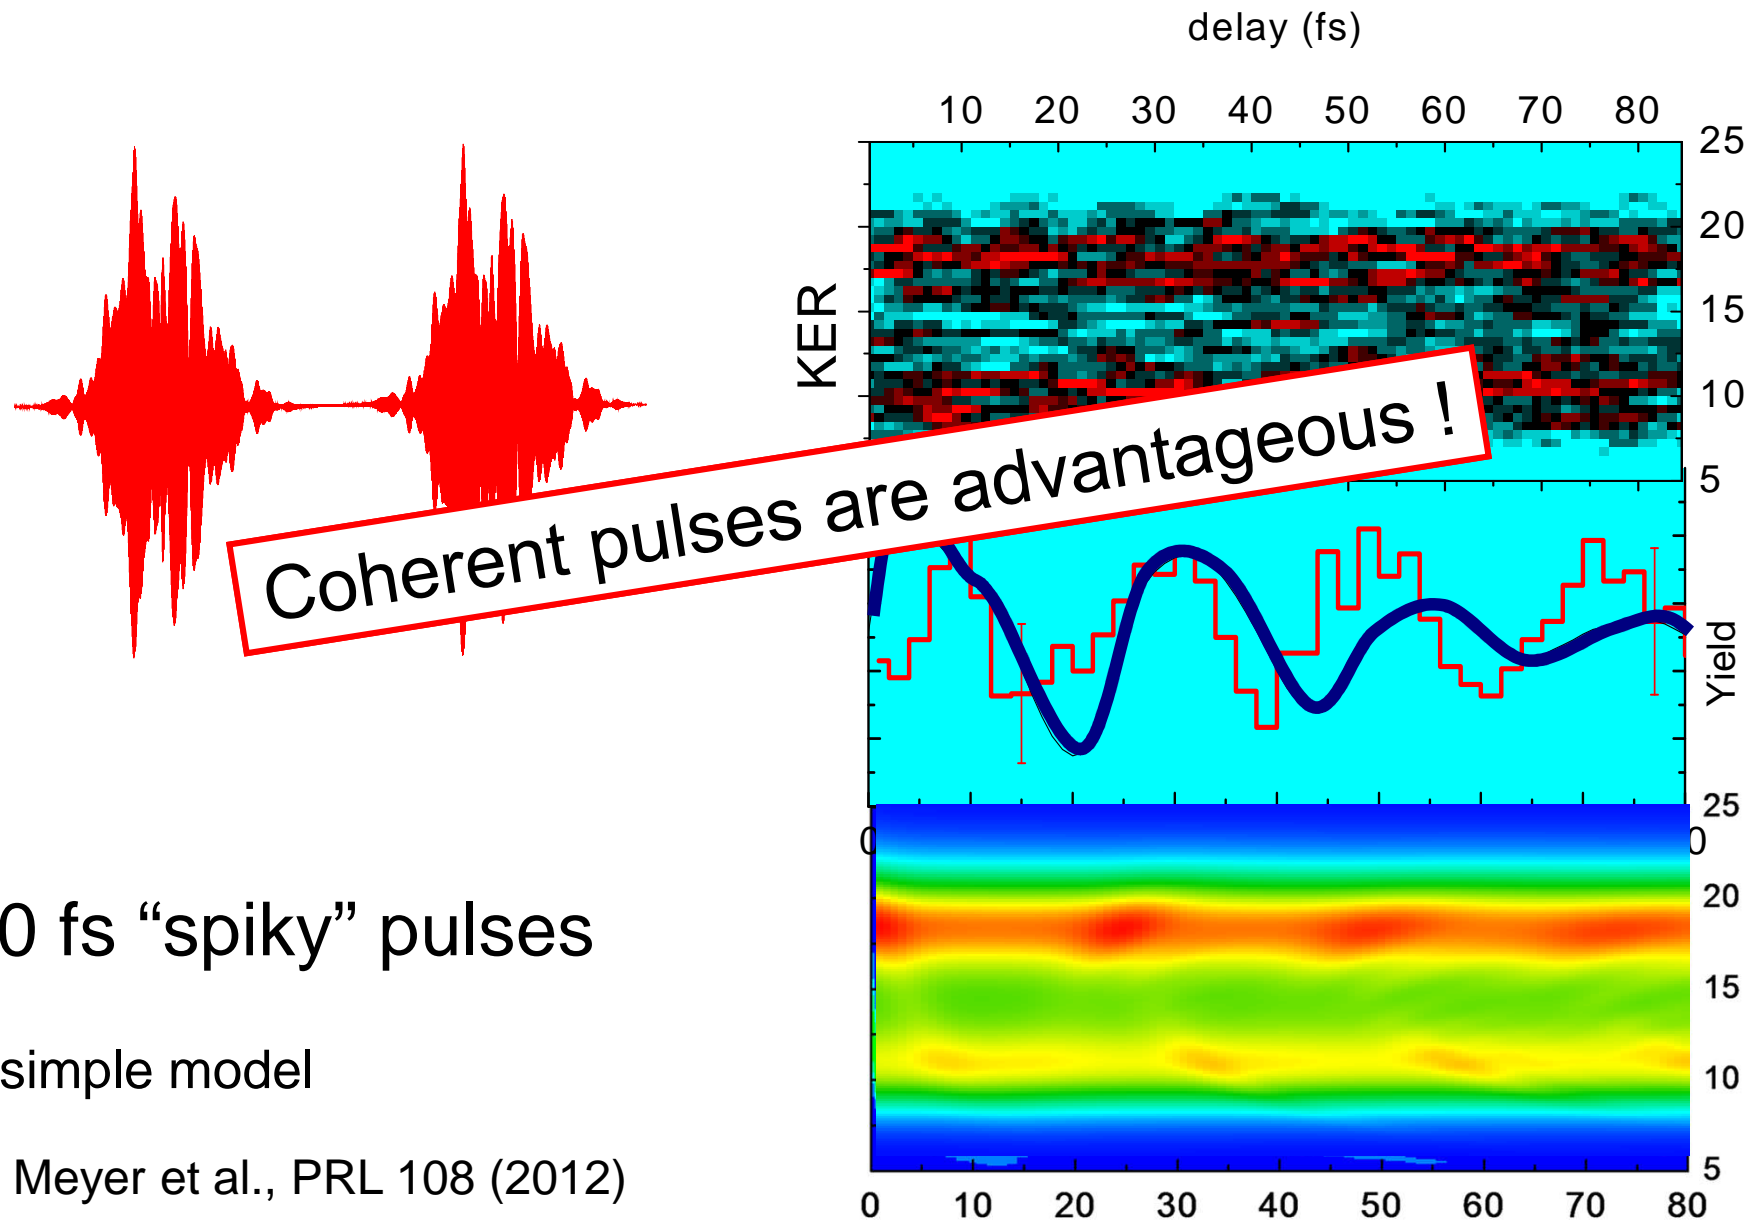 delay (fs)
10 20 30 40 50 60 70 80
25
20
15
10
5
KER
Coherent pulses are advantageous !
Yield
25
20
15
10
5
0 fs “spiky” pulses
simple model
Meyer et al., PRL 108 (2012)
0 10 20 30 40 50 60 70 80